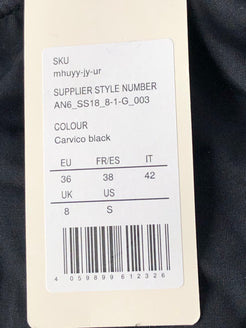 SKU
mhuyy-jy-ur
SUPPLIER STYLE NUMBER
AN6_SS18_8-1-G_003
COLOUR
Carvico black
EU FR/ES IT
36 38 42
UK US
8 S
4 059899 612326